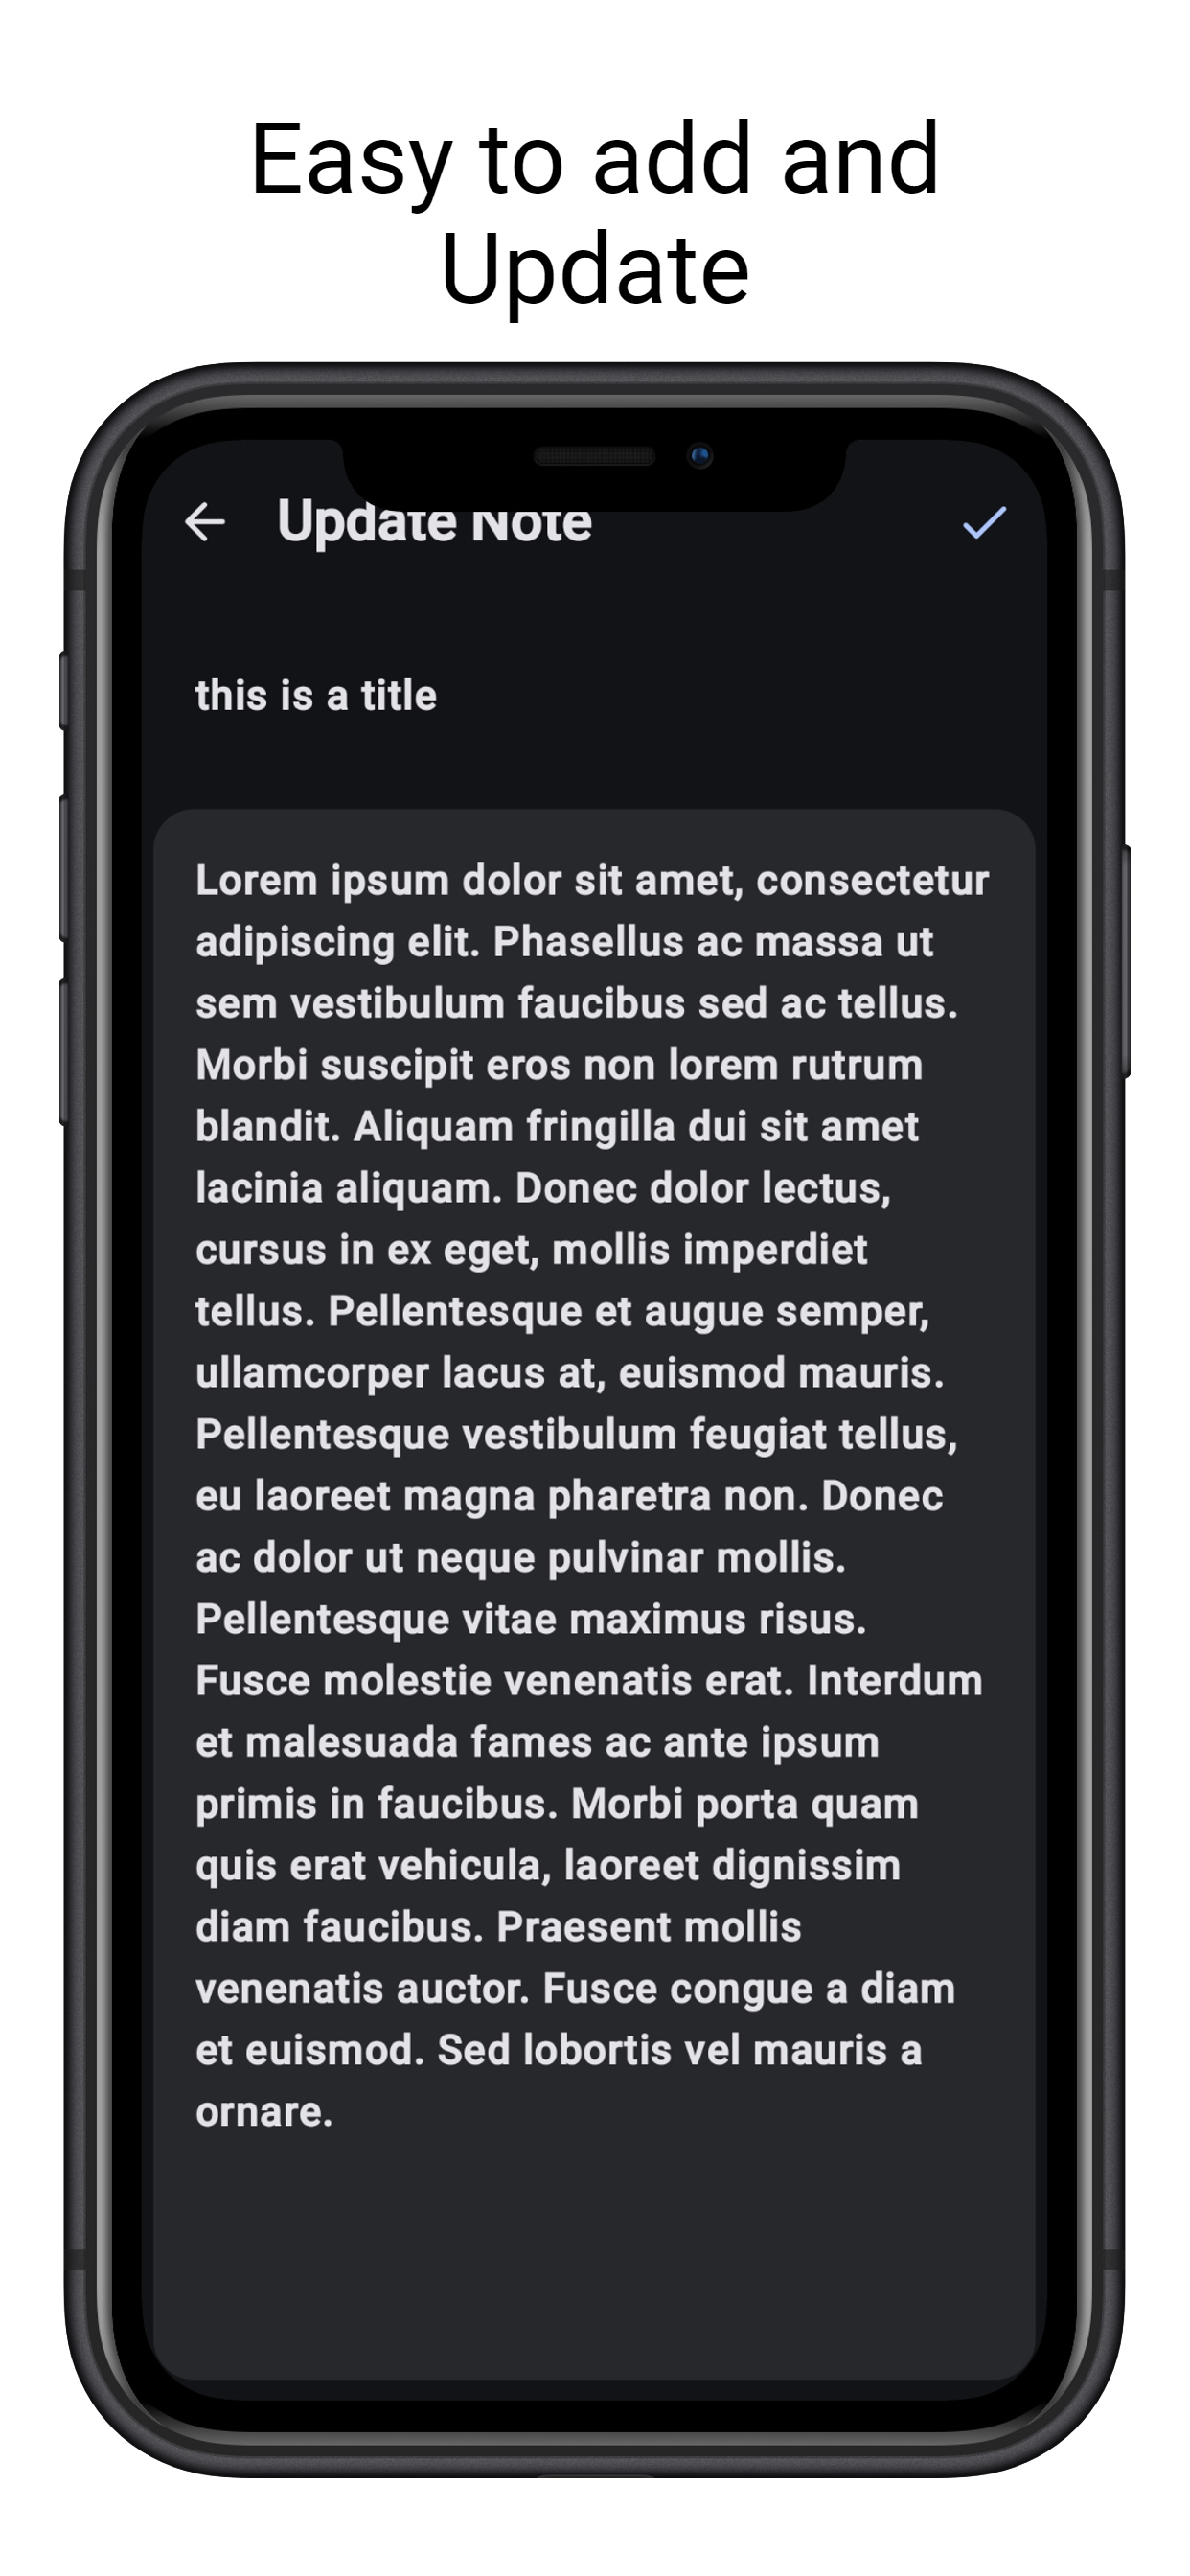 Easy to add and
Update
Update Note
this is a title
Lorem ipsum dolor sit amet, consectetur
adipiscing elit. Phasellus ac massa ut
sem vestibulum faucibus sed ac tellus.
Morbi suscipit eros non lorem rutrum
blandit. Aliquam fringilla dui sit amet
lacinia aliquam. Donec dolor lectus,
cursus in ex eget, mollis imperdiet
tellus. Pellentesque et augue semper,
ullamcorper lacus at, euismod mauris.
Pellentesque vestibulum feugiat tellus,
eu laoreet magna pharetra non. Donec
ac dolor ut neque pulvinar mollis.
Pellentesque vitae maximus risus.
Fusce molestie venenatis erat. Interdum
et malesuada fames ac ante ipsum
primis in faucibus. Morbi porta quam
quis erat vehicula, laoreet dignissim
diam faucibus. Praesent mollis
venenatis auctor. Fusce congue a diam
et euismod. Sed lobortis vel mauris a
ornare.